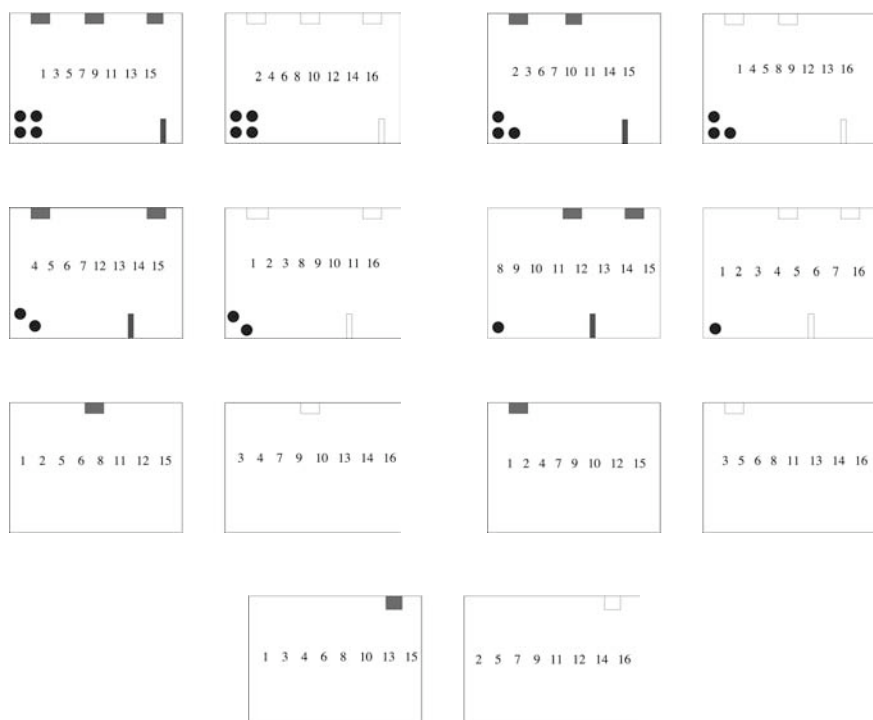 1 3 5 7 9 11 13 15
2 4 6 8 10 12 14 16
2 3 6 7 10 11 14 15
1 4 5 8 9 12 13 16
4 5 6 7 12 13 14 15
1 2 3 8 9 10 11 16
8 9 10 11 12 13 14 15
1 2 3 4 5 6 7 16
1 2 5 6 8 11 12 15
3 4 7 9 10 13 14 16
1 2 4 7 9 10 12 15
3 5 6 8 11 13 14 16
1 3 4 6 8 10 13 15
2 5 7 9 11 12 14 16